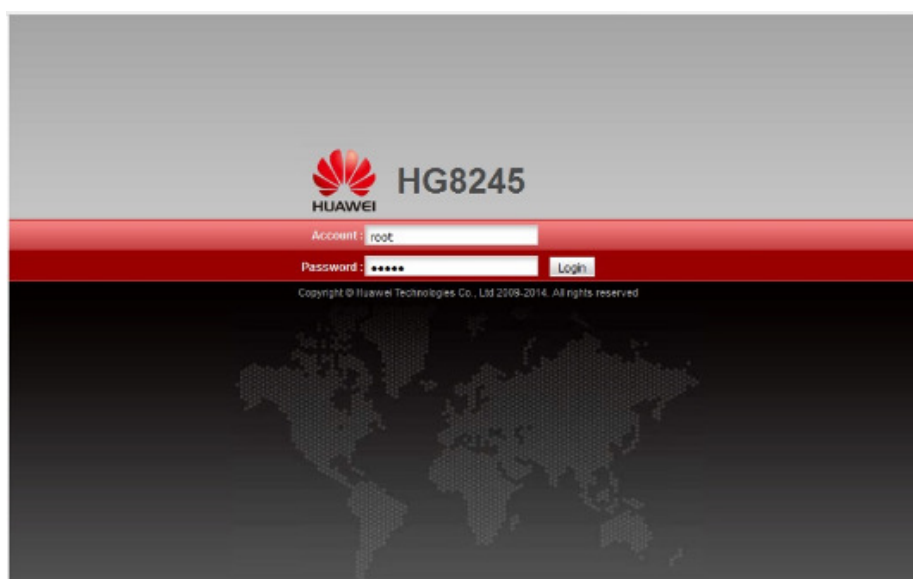 HUAWEI
HG8245
Account: root
Password: •••••
Login
Copyright © Huawei Technologies Co., Ltd 2009-2014. All rights reserved